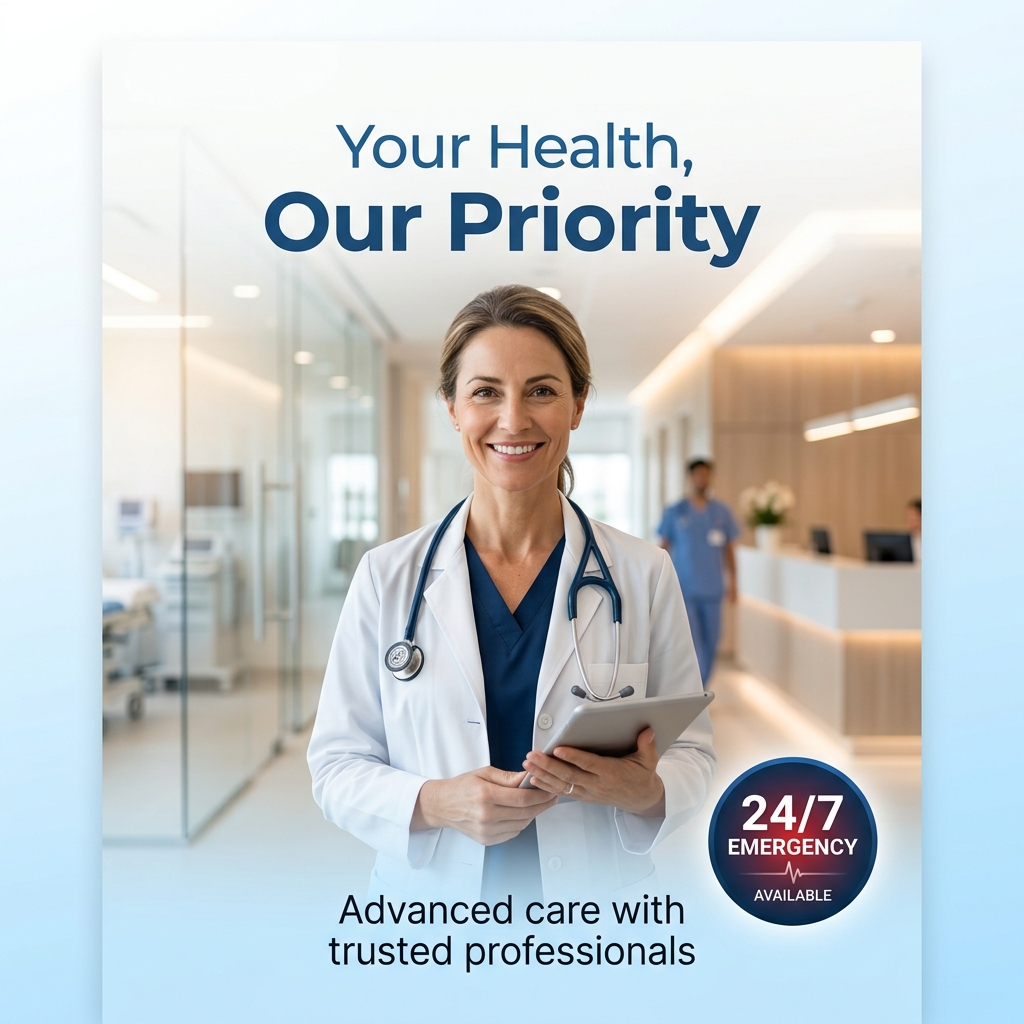 Your Health,
Our Priority
24/7
EMERGENCY
AVAILABLE
Advanced care with
trusted professionals